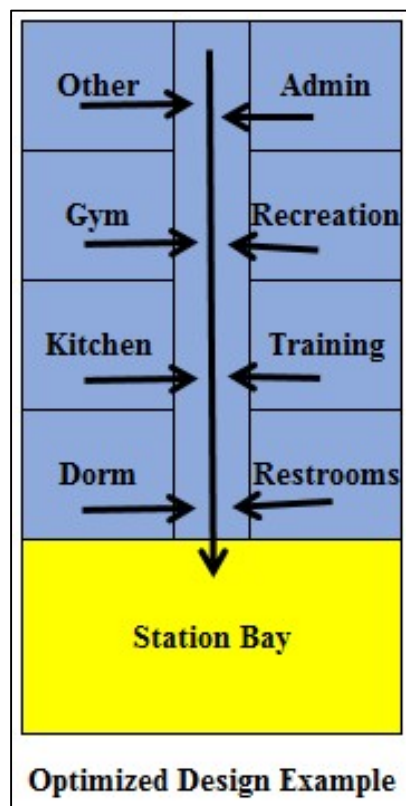 Other
Admin
Gym
Recreation
Kitchen
Training
Dorm
Restrooms
Station Bay
Optimized Design Example